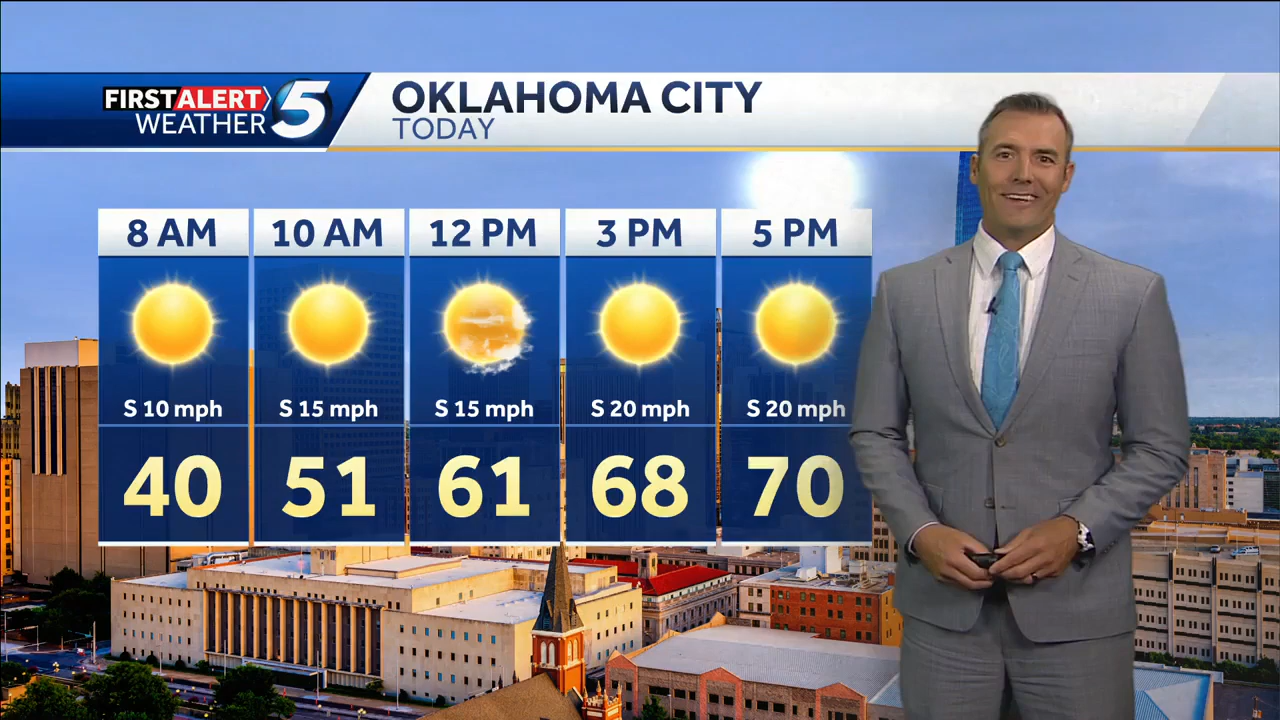 FIRST ALERT
WEATHER 5
OKLAHOMA CITY
TODAY
8 AM 10 AM 12 PM 3 PM 5 PM
S 10 mph S 15 mph S 15 mph S 20 mph S 20 mph
40 51 61 68 70